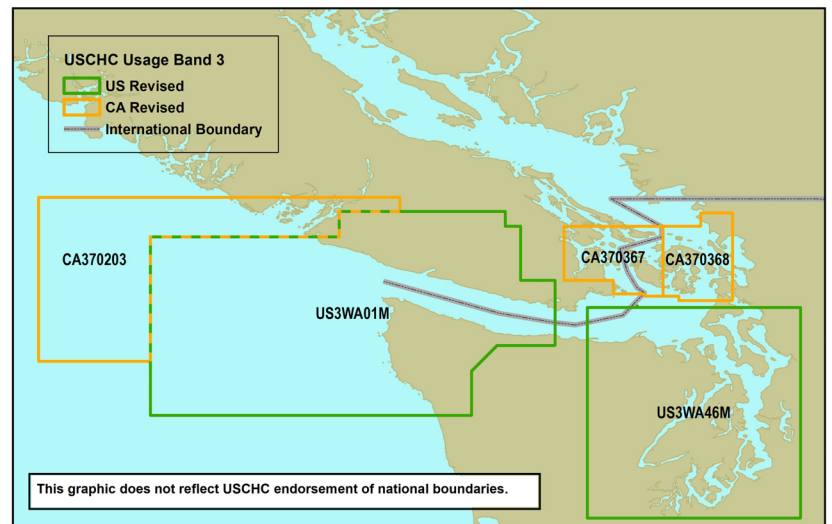 USCHC Usage Band 3
US Revised
CA Revised
International Boundary
CA370203
CA370367
CA370368
US3WA01M
US3WA46M
This graphic does not reflect USCHC endorsement of national boundaries.